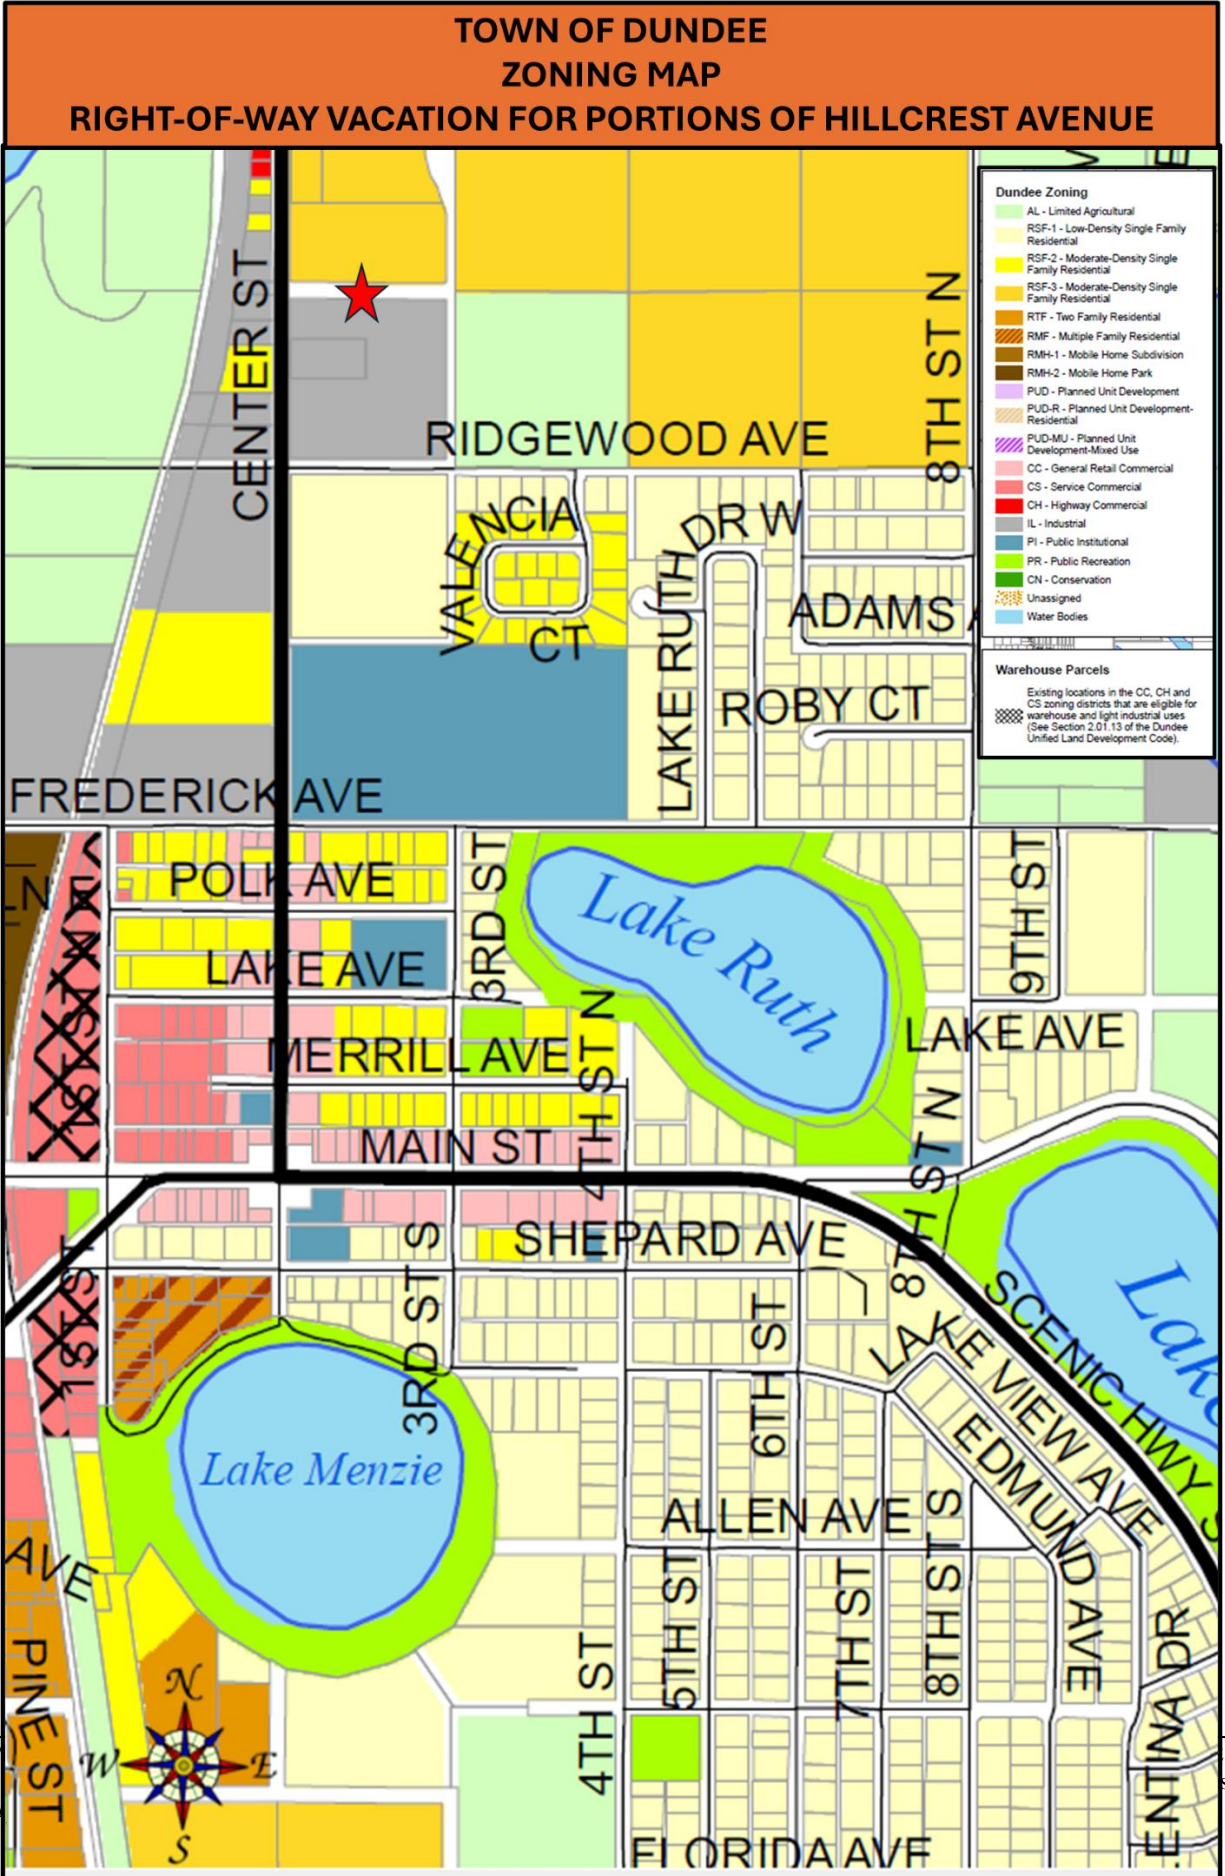 TOWN OF DUNDEE
ZONING MAP
RIGHT-OF-WAY VACATION FOR PORTIONS OF HILLCREST AVENUE
Dundee Zoning
AL - Limited Agricultural
RSF-1 - Low-Density Single Family
Residential
RSF-2 - Moderate-Density Single
Family Residential
RSF-3 - Moderate-Density Single
Family Residential
RTF - Two Family Residential
RMF - Multiple Family Residential
RMH-1 - Mobile Home Subdivision
RMH-2 - Mobile Home Park
PUD - Planned Unit Development
PUD-R - Planned Unit Development-
Residential
PUD-MU - Planned Unit
Development-Mixed Use
CC - General Retail Commercial
CS - Service Commercial
CH - Highway Commercial
IL - Industrial
PI - Public Institutional
PR - Public Recreation
CN - Conservation
Unassigned
Water Bodies
Warehouse Parcels
Existing locations in the CC, CH and
CS zoning districts that are eligible for
warehouse and light industrial uses
(See Section 2.01.13 of the Dundee
Unified Land Development Code).
CENTER ST
8TH ST N
RIDGEWOOD AVE
VALENCIA
CT
LAKE RUTH
DR W
ADAMS
ROBY CT
FREDERICK AVE
POLK AVE
3RD ST
Lake Ruth
9TH ST
LAKE AVE
1ST ST N
4TH ST N
LAKE AVE
MERRILL AVE
8TH ST N
MAIN ST
SHEPARD AVE
3RD ST S
1ST ST
6TH ST
8TH
LAKE VIEW AVE
SCENIC HWY S
Lake
EDMUND AVE
Lake Menzie
ALLEN AVE
AVE
5TH ST
7TH ST
8TH ST S
4TH ST
PINE ST
ENTINA DR
N
W
E
S
FLORIDA AVE